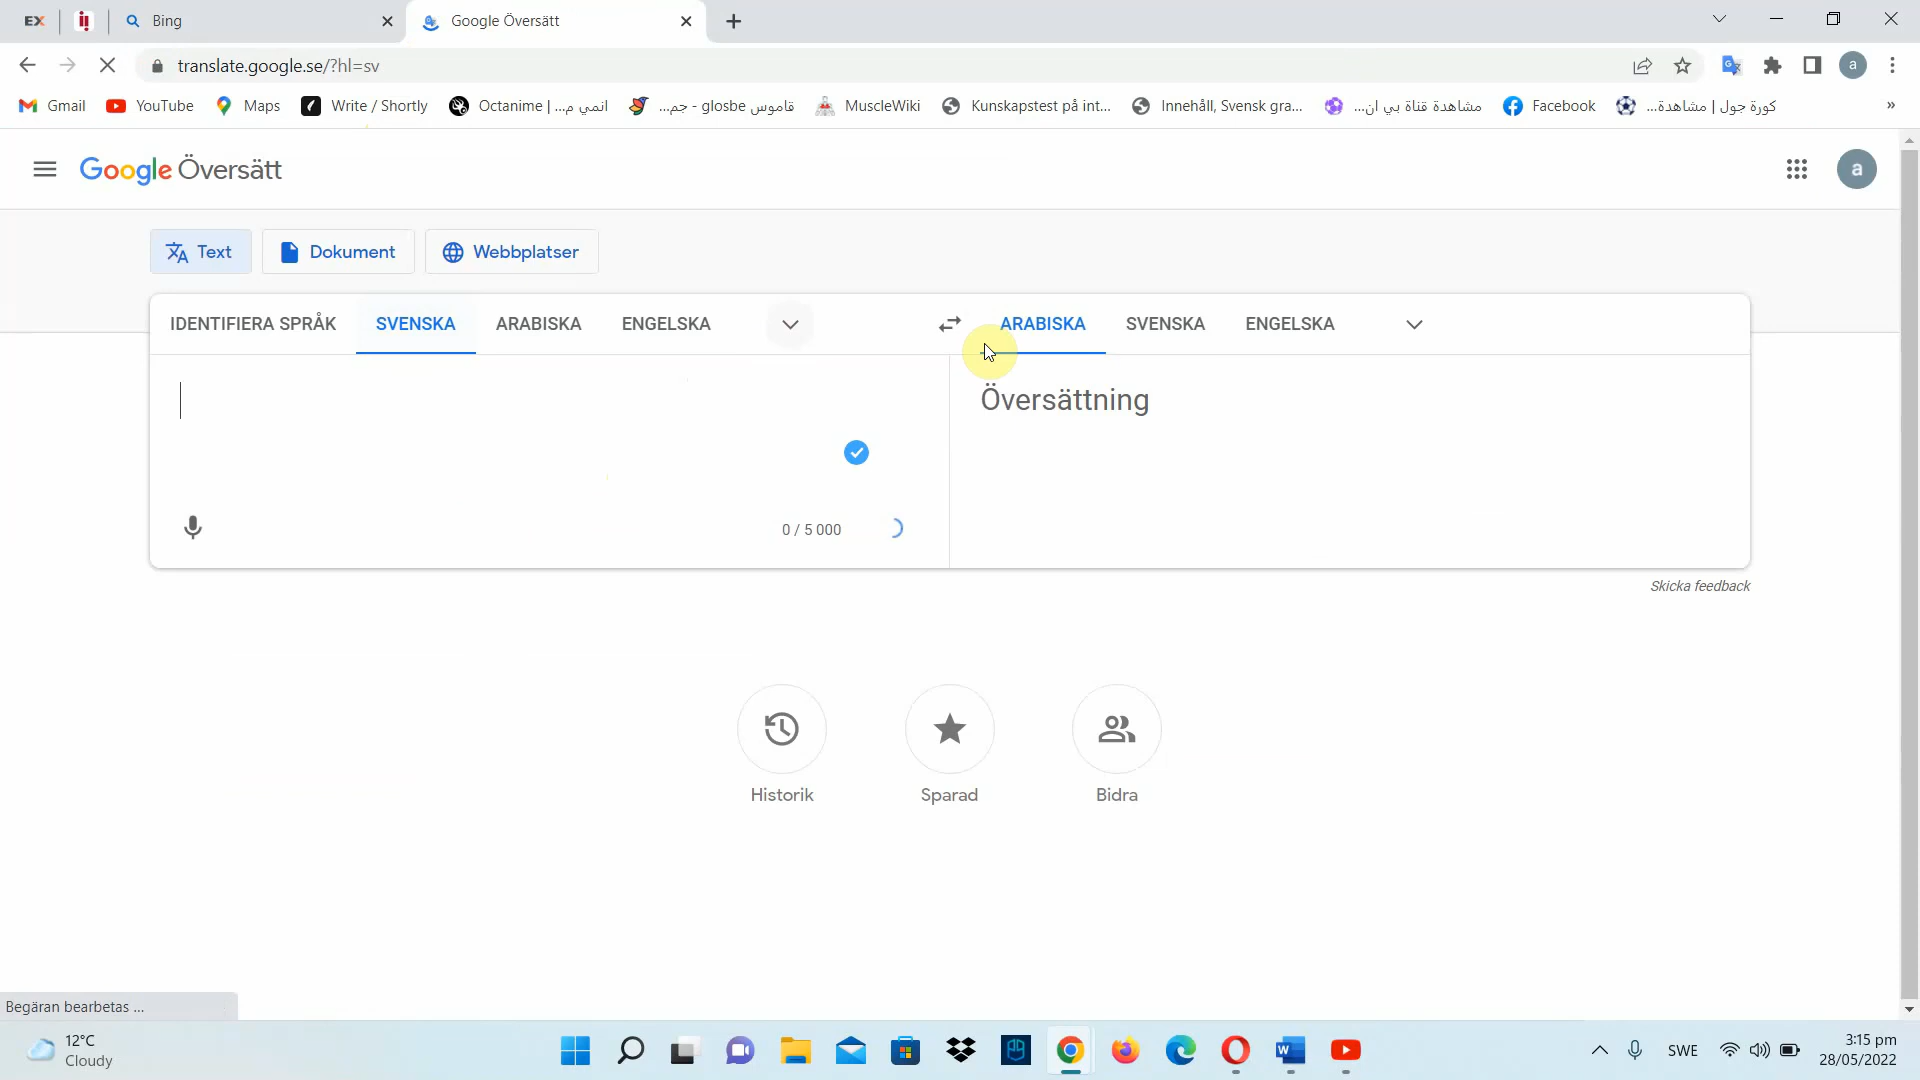 EX
Bing
Google Översätt
translate.google.se/?hl=sv
a
Gmail
YouTube
Maps
Write / Shortly
Octanime | انمي م...
قاموس glosbe - جم...
MuscleWiki
Kunskapstest på int...
Innehåll, Svensk gra...
مشاهدة قناة بي ان...
Facebook
كورة جول | مشاهدة...
»
Google Översätt
a
Text
Dokument
Webbplatser
IDENTIFIERA SPRÅK
SVENSKA
ARABISKA
ENGELSKA
ARABISKA
SVENSKA
ENGELSKA
Översättning
0 / 5 000
Skicka feedback
Historik
Sparad
Bidra
Begäran bearbetas ...
12°C
Cloudy
SWE
3:15 pm
28/05/2022